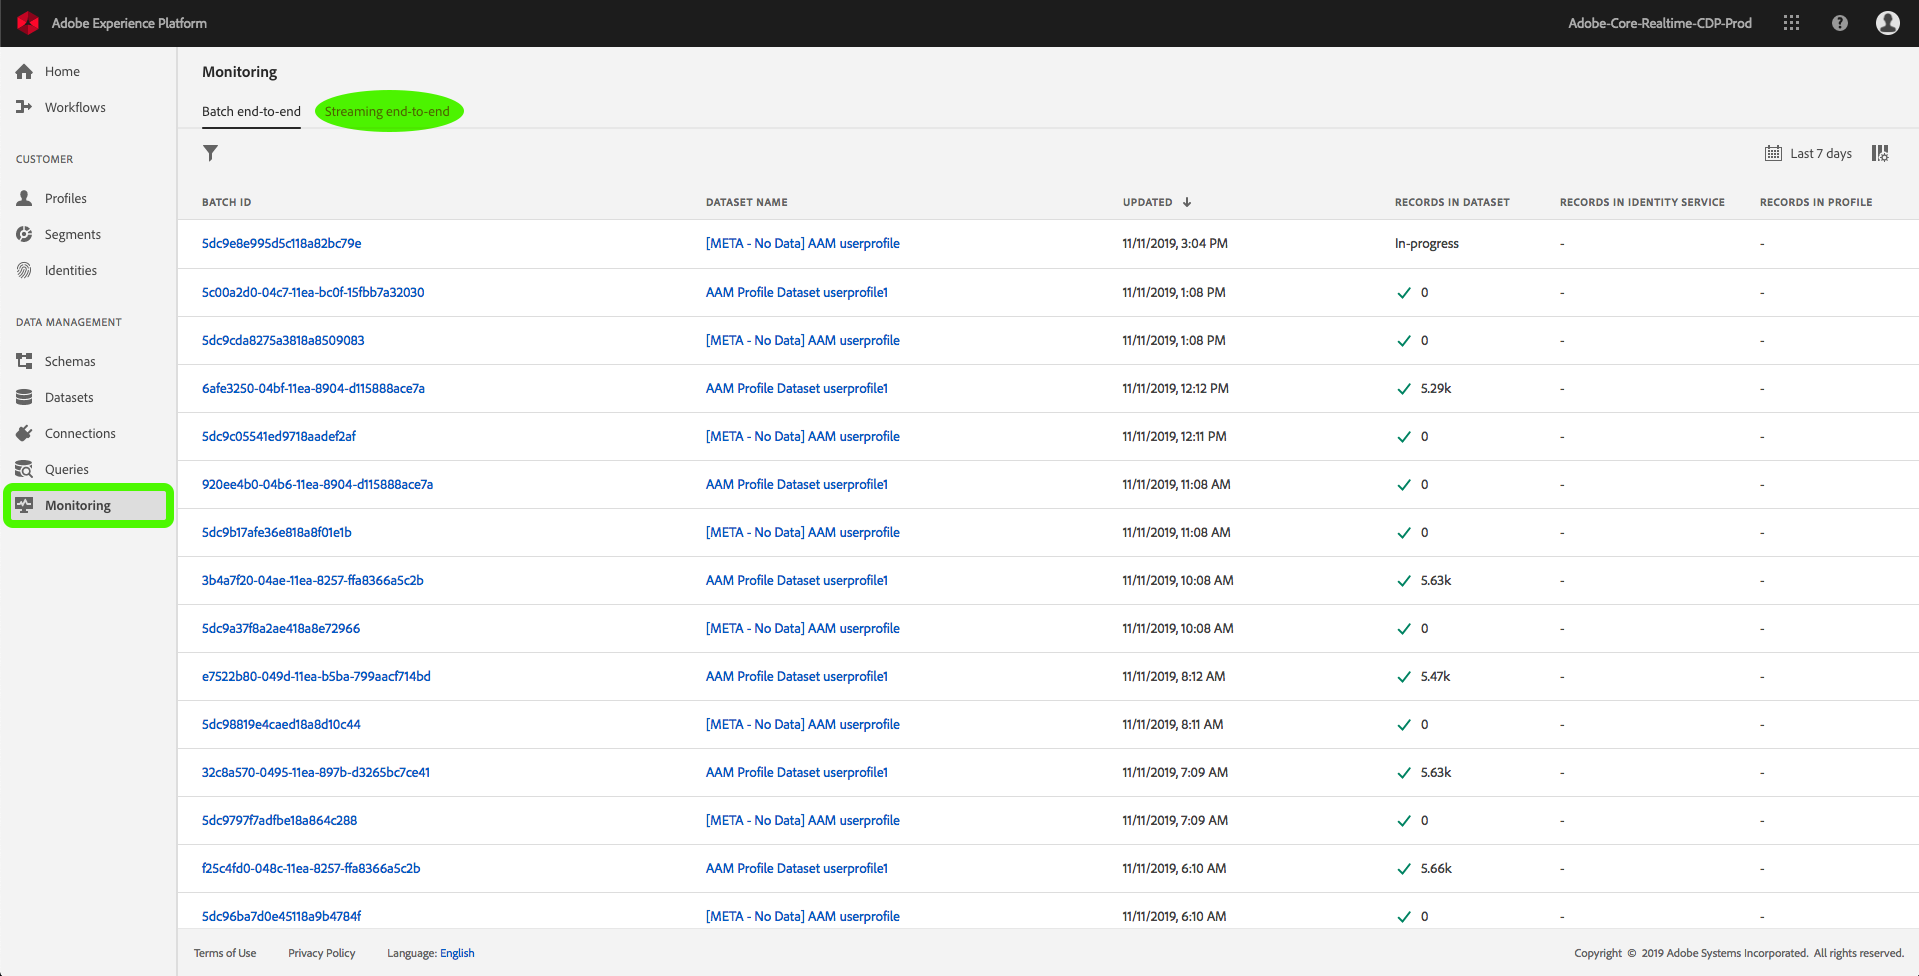 Adobe Experience Platform
Adobe-Core-Realtime-CDP-Prod
Home
Workflows
CUSTOMER
Profiles
Segments
Identities
DATA MANAGEMENT
Schemas
Datasets
Connections
Queries
Monitoring
Monitoring
Batch end-to-end Streaming end-to-end
Last 7 days
BATCH ID DATASET NAME UPDATED RECORDS IN DATASET RECORDS IN IDENTITY SERVICE RECORDS IN PROFILE
5dc9e8e995d5c118a82bc79e [META - No Data] AAM userprofile 11/11/2019, 3:04 PM In-progress - -
5c00a2d0-04c7-11ea-bc0f-15fbb7a32030 AAM Profile Dataset userprofile1 11/11/2019, 1:08 PM 0 - -
5dc9cda8275a3818a8509083 [META - No Data] AAM userprofile 11/11/2019, 1:08 PM 0 - -
6afe3250-04bf-11ea-8904-d115888ace7a AAM Profile Dataset userprofile1 11/11/2019, 12:12 PM 5.29k - -
5dc9c05541ed9718aadef2af [META - No Data] AAM userprofile 11/11/2019, 12:11 PM 0 - -
920ee4b0-04b6-11ea-8904-d115888ace7a AAM Profile Dataset userprofile1 11/11/2019, 11:08 AM 0 - -
5dc9b17afe36e818a8f01e1b [META - No Data] AAM userprofile 11/11/2019, 11:08 AM 0 - -
3b4a7f20-04ae-11ea-8257-ffa8366a5c2b AAM Profile Dataset userprofile1 11/11/2019, 10:08 AM 5.63k - -
5dc9a37f8a2ae418a8e72966 [META - No Data] AAM userprofile 11/11/2019, 10:08 AM 0 - -
e7522b80-049d-11ea-b5ba-799aacf714bd AAM Profile Dataset userprofile1 11/11/2019, 8:12 AM 5.47k - -
5dc98819e4caed18a8d10c44 [META - No Data] AAM userprofile 11/11/2019, 8:11 AM 0 - -
32c8a570-0495-11ea-897b-d3265bc7ce41 AAM Profile Dataset userprofile1 11/11/2019, 7:09 AM 5.63k - -
5dc9797f7adfbe18a864c288 [META - No Data] AAM userprofile 11/11/2019, 7:09 AM 0 - -
f25c4fd0-048c-11ea-8257-ffa8366a5c2b AAM Profile Dataset userprofile1 11/11/2019, 6:10 AM 5.66k - -
5dc96ba7d0e45118a9b4784f [META - No Data] AAM userprofile 11/11/2019, 6:10 AM 0 - -
Terms of Use Privacy Policy Language: English Copyright © 2019 Adobe Systems Incorporated. All rights reserved.